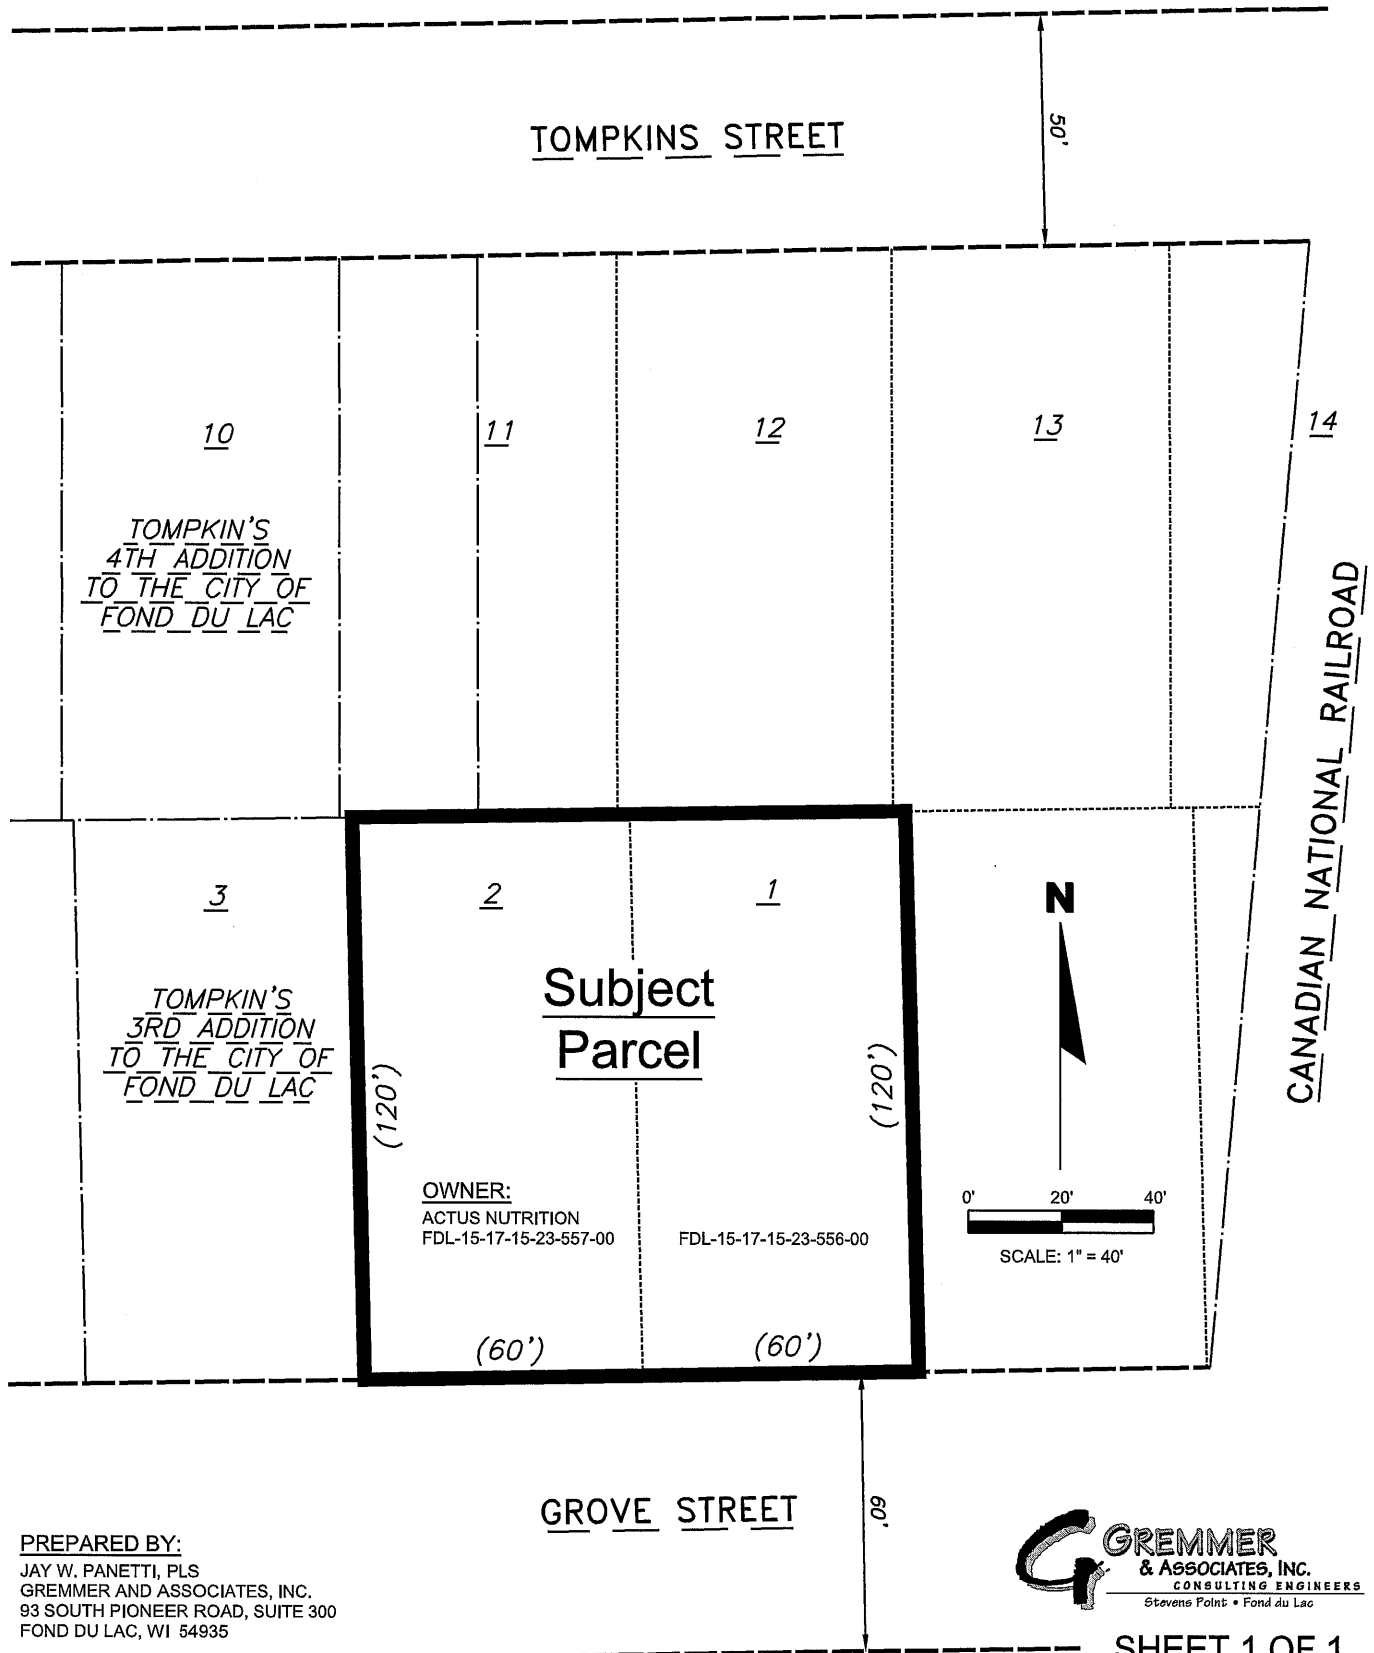 TOMPKINS STREET
50'
10
11
12
13
14
TOMPKIN'S
4TH ADDITION
TO THE CITY OF
FOND DU LAC
CANADIAN NATIONAL RAILROAD
3
2
1
N
Subject
Parcel
TOMPKIN'S
3RD ADDITION
TO THE CITY OF
FOND DU LAC
(120')
(120')
OWNER:
ACTUS NUTRITION
FDL-15-17-15-23-557-00
FDL-15-17-15-23-556-00
0' 20' 40'
SCALE: 1" = 40'
(60')
(60')
GROVE STREET
60'
PREPARED BY:
JAY W. PANETTI, PLS
GREMMER AND ASSOCIATES, INC.
93 SOUTH PIONEER ROAD, SUITE 300
FOND DU LAC, WI 54935
GREMMER
& ASSOCIATES, INC.
CONSULTING ENGINEERS
Stevens Point • Fond du Lac
SHEET 1 OF 1